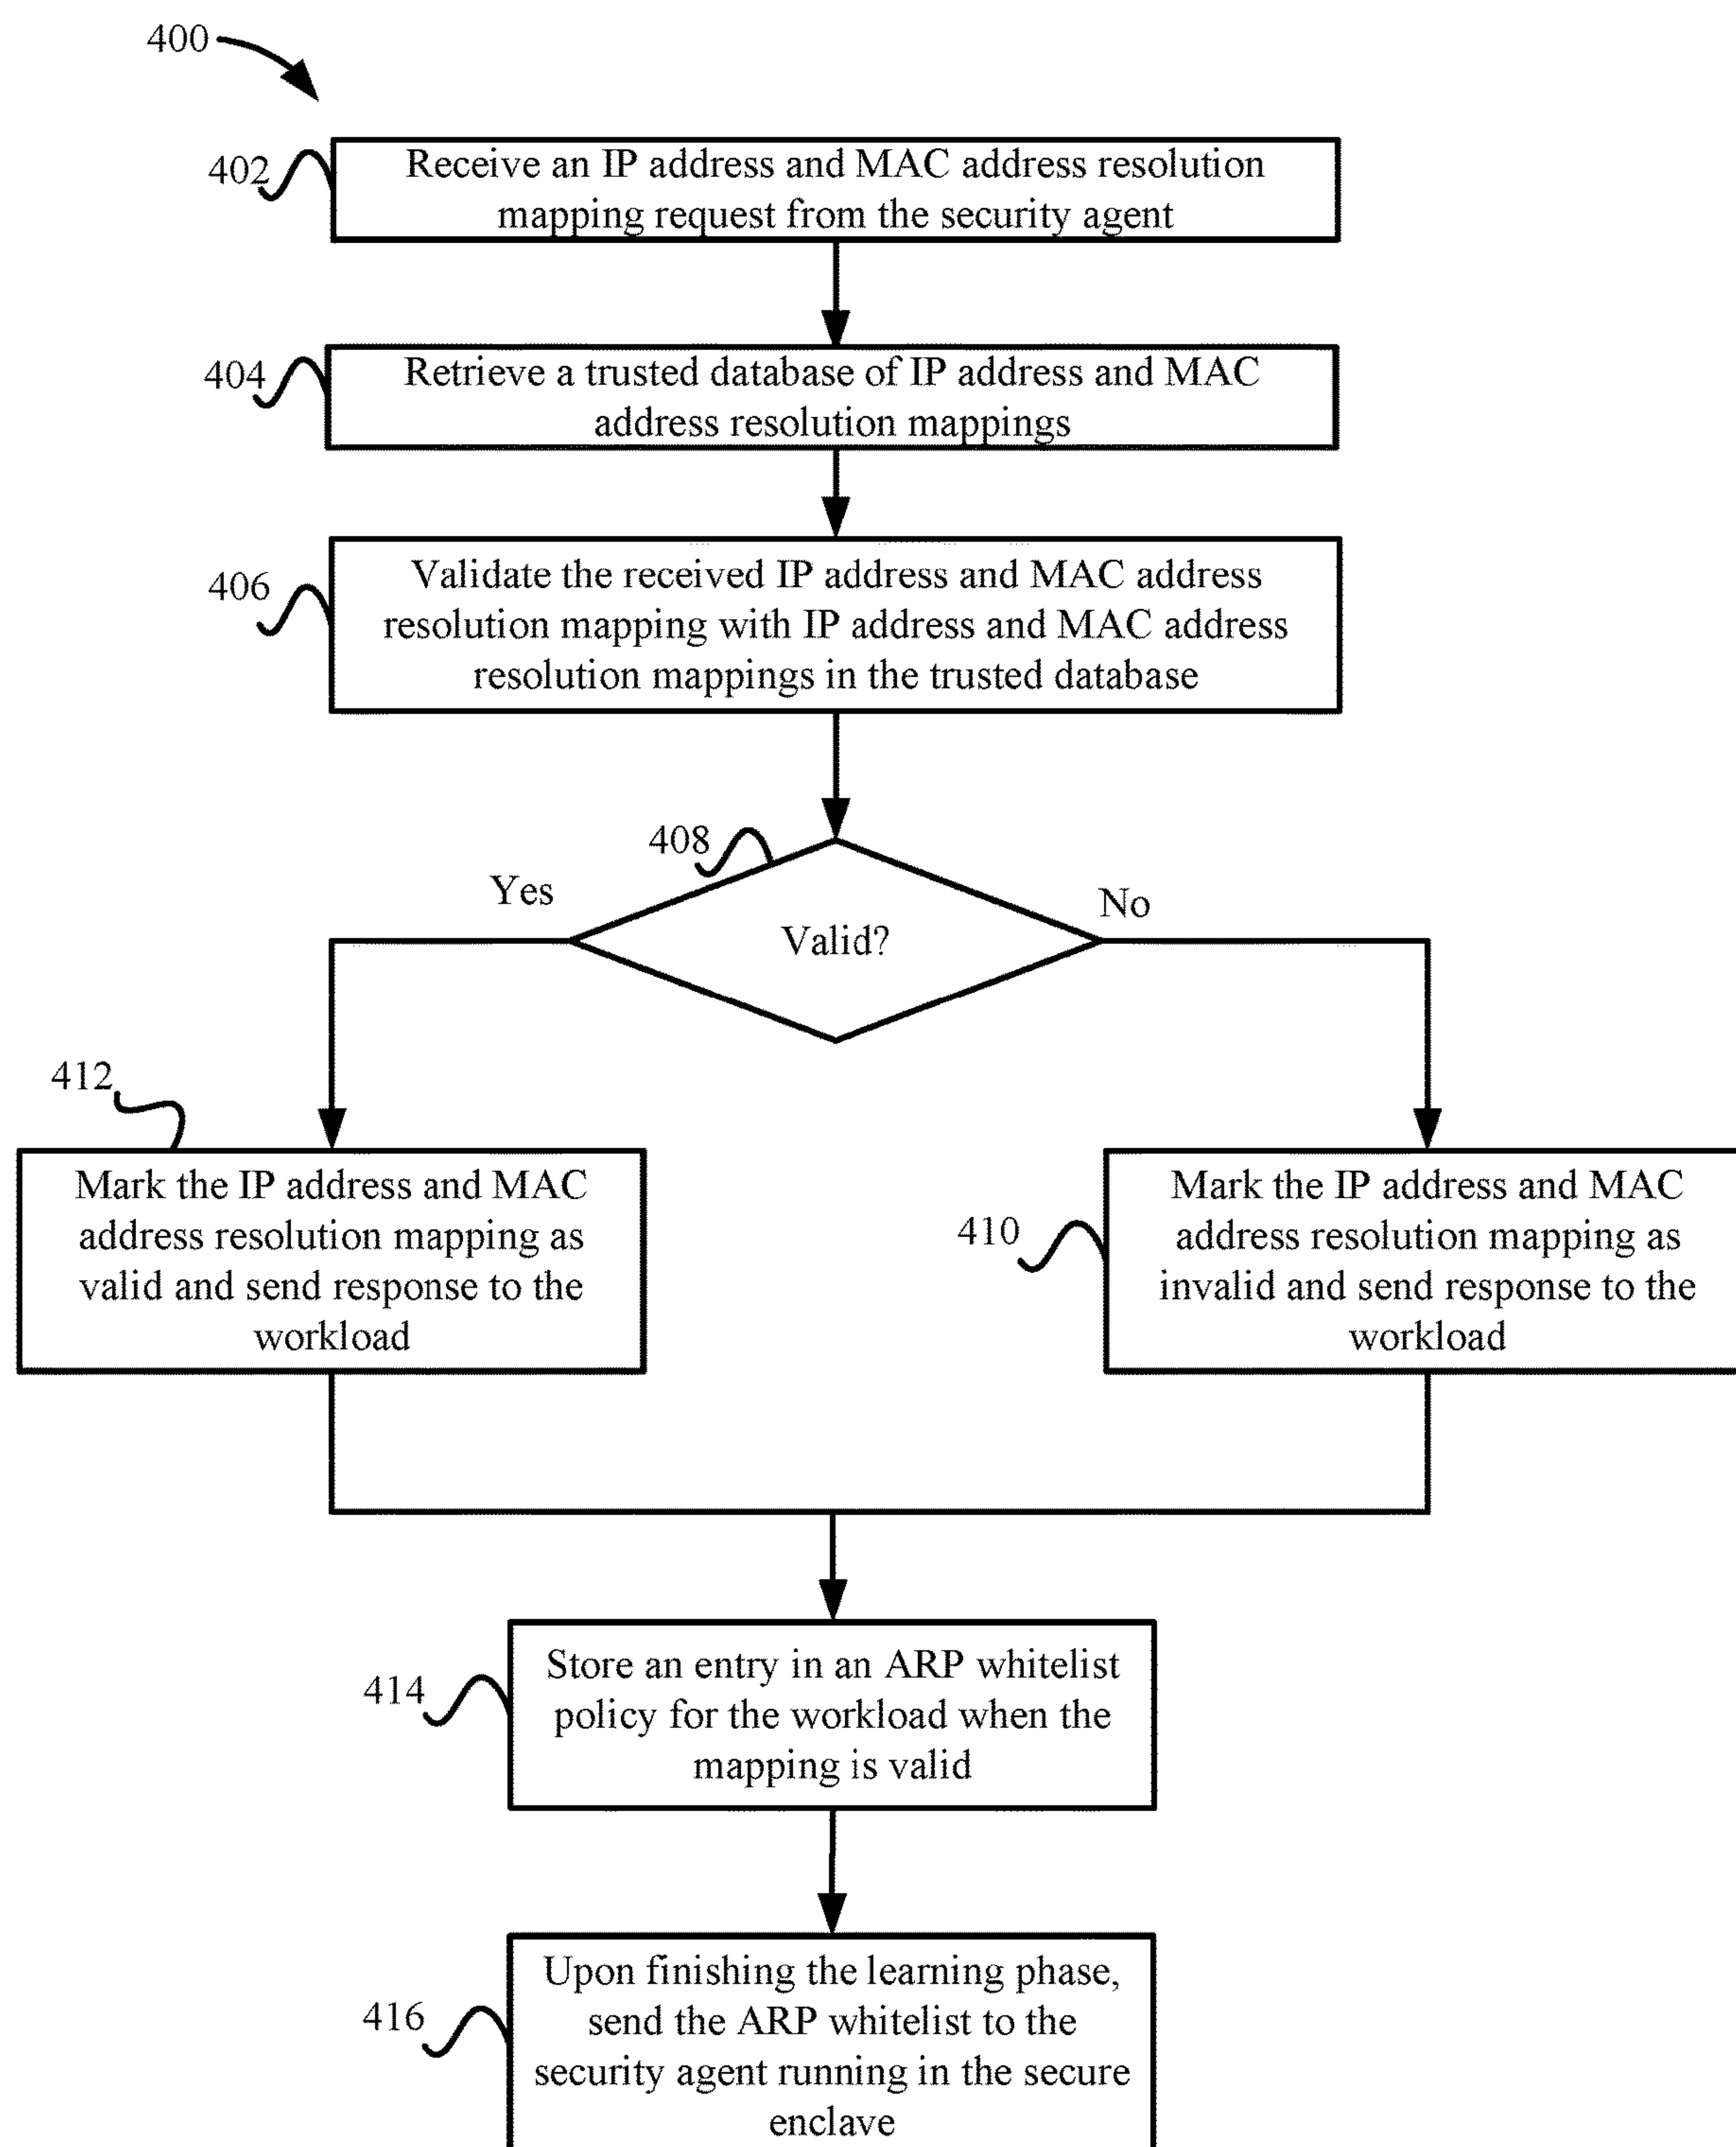 400
402
Receive an IP address and MAC address resolution
mapping request from the security agent
404
Retrieve a trusted database of IP address and MAC
address resolution mappings
406
Validate the received IP address and MAC address
resolution mapping with IP address and MAC address
resolution mappings in the trusted database
408
Yes
No
Valid?
412
Mark the IP address and MAC
address resolution mapping as
valid and send response to the
workload
410
Mark the IP address and MAC
address resolution mapping as
invalid and send response to the
workload
414
Store an entry in an ARP whitelist
policy for the workload when the
mapping is valid
416
Upon finishing the learning phase,
send the ARP whitelist to the
security agent running in the secure
enclave